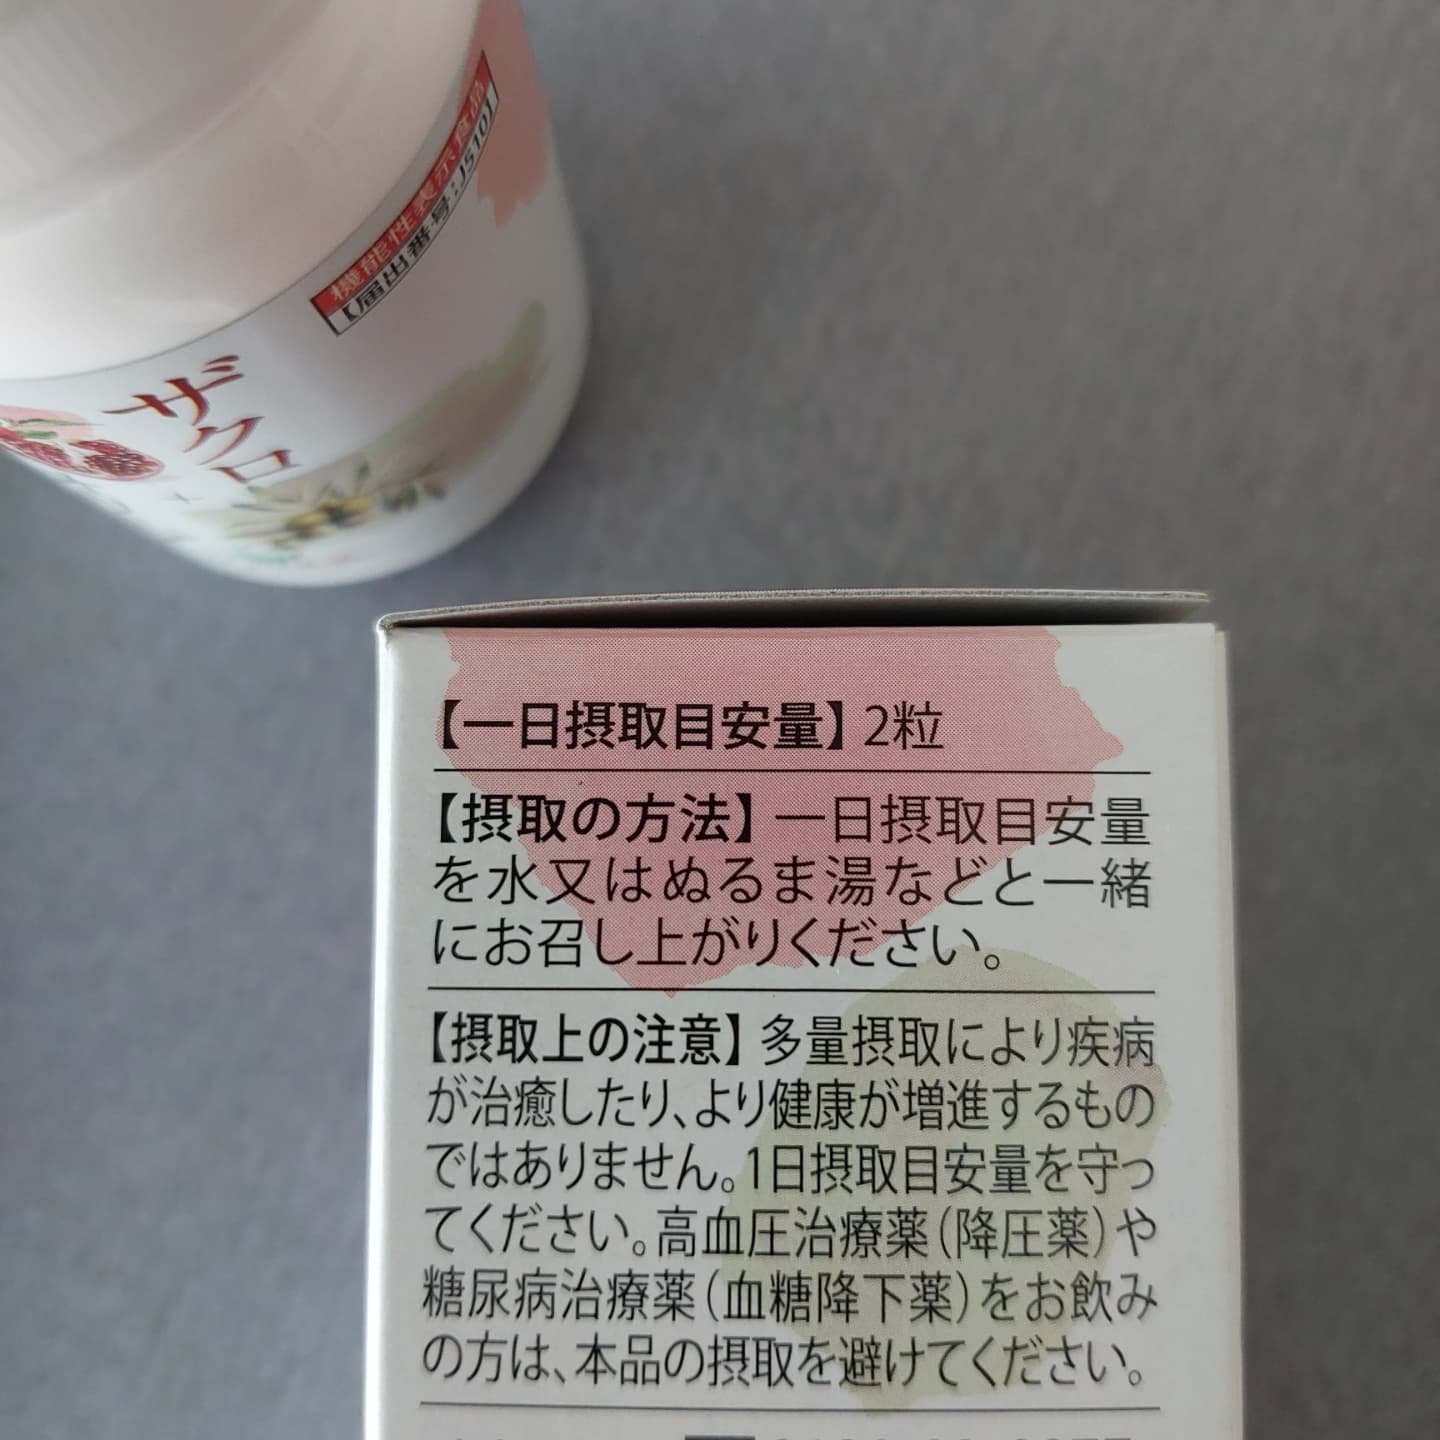 機能性表示食品
【届出番号:J510】
ザクロ
+
【一日摂取目安量】2粒
【摂取の方法】一日摂取目安量
を水又はぬるま湯などと一緒
にお召し上がりください。
【摂取上の注意】多量摂取により疾病
が治癒したり、より健康が増進するもの
ではありません。1日摂取目安量を守っ
てください。高血圧治療薬(降圧薬)や
糖尿病治療薬(血糖降下薬)をお飲み
の方は、本品の摂取を避けてください。